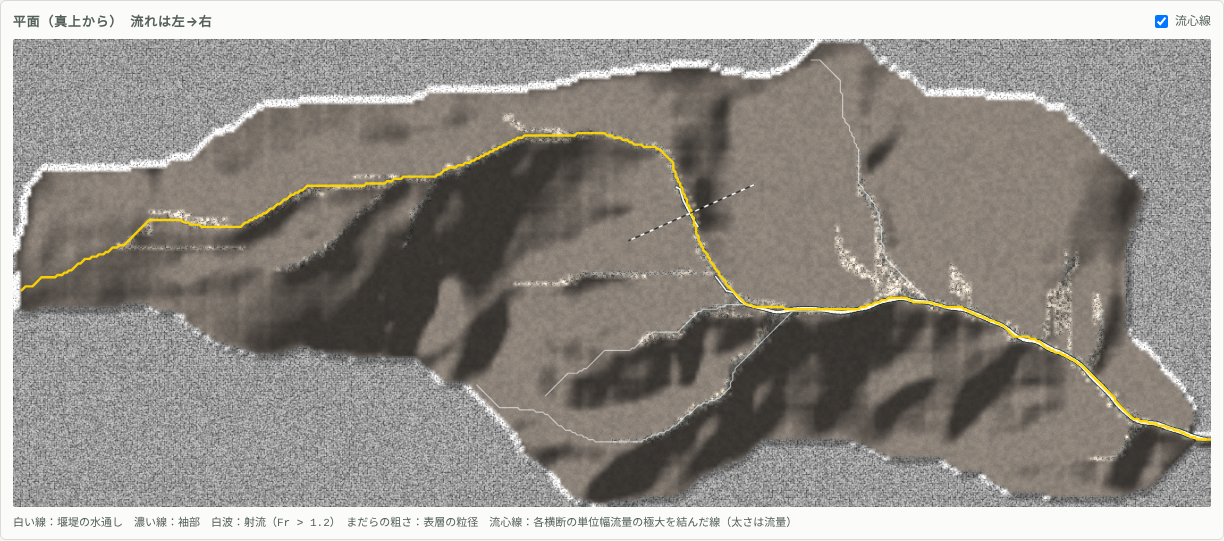 平面（真上から）　流れは左→右
流心線
白い線：堰堤の水通し　濃い線：袖部　白波：射流（Fr > 1.2）　まだらの粗さ：表層の粒径　流心線：各横断の単位幅流量の極大を結んだ線（太さは流量）